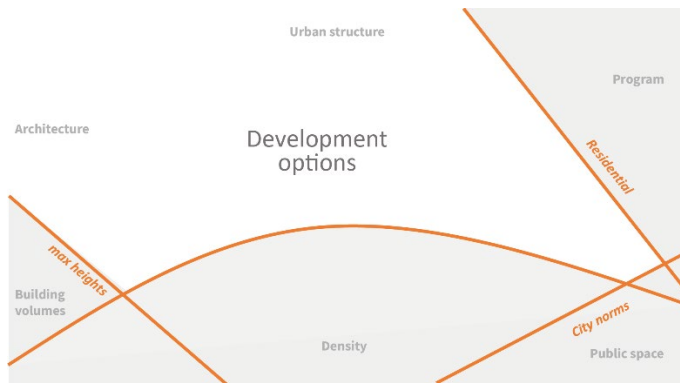 Urban structure
Program
Architecture
Development
options
Residential
max heights
Building
volumes
City norms
Density
Public space